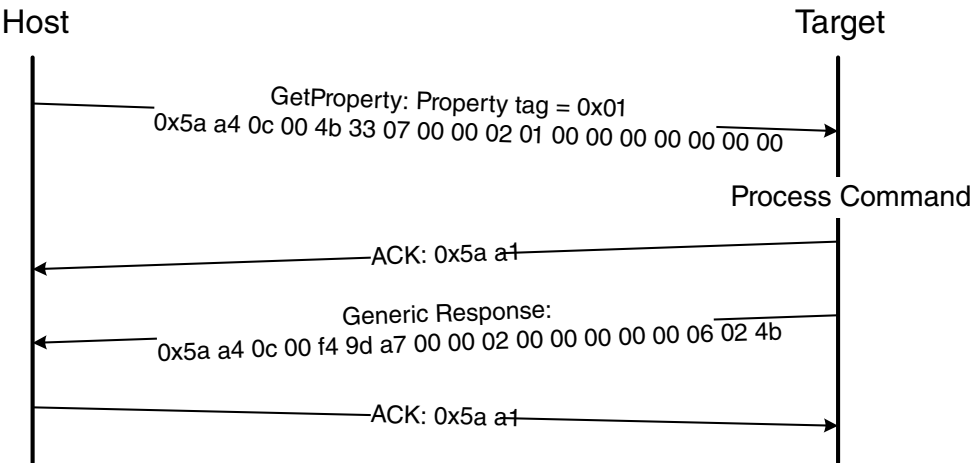 Host
Target
GetProperty: Property tag = 0x01
0x5a a4 0c 00 4b 33 07 00 00 02 01 00 00 00 00 00 00 00
Process Command
ACK: 0x5a a1
Generic Response:
0x5a a4 0c 00 f4 9d a7 00 00 02 00 00 00 00 00 06 02 4b
ACK: 0x5a a1